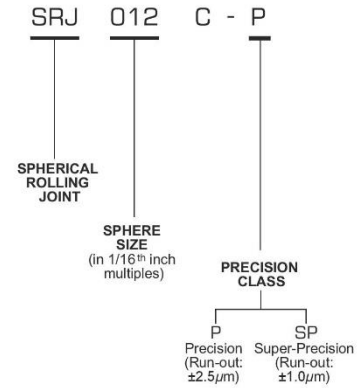 SRJ 012 C - P
SPHERICAL
ROLLING
JOINT
SPHERE
SIZE
(in 1/16th inch
multiples)
PRECISION
CLASS
P
Precision
(Run-out:
±2.5µm)
SP
Super-Precision
(Run-out:
±1.0µm)